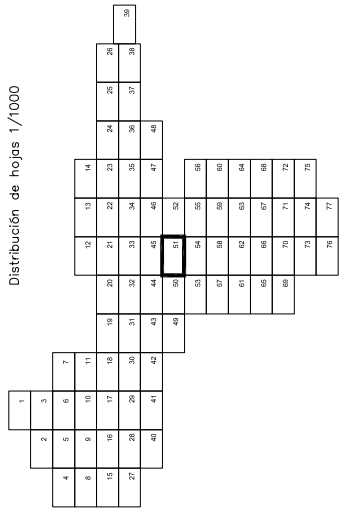 Distribución de hojas 1/1000
1
2 3
4 5 6 7
8 9 10 11 12 13 14
15 16 17 18 19 20 21 22 23 24 25 26
27 28 29 30 31 32 33 34 35 36 37 38 39
40 41 42 43 44 45 46 47 48
49 50 51 52
53 54 55 56
57 58 59 60
61 62 63 64
65 66 67 68
69 70 71 72
73 74 75
76 77